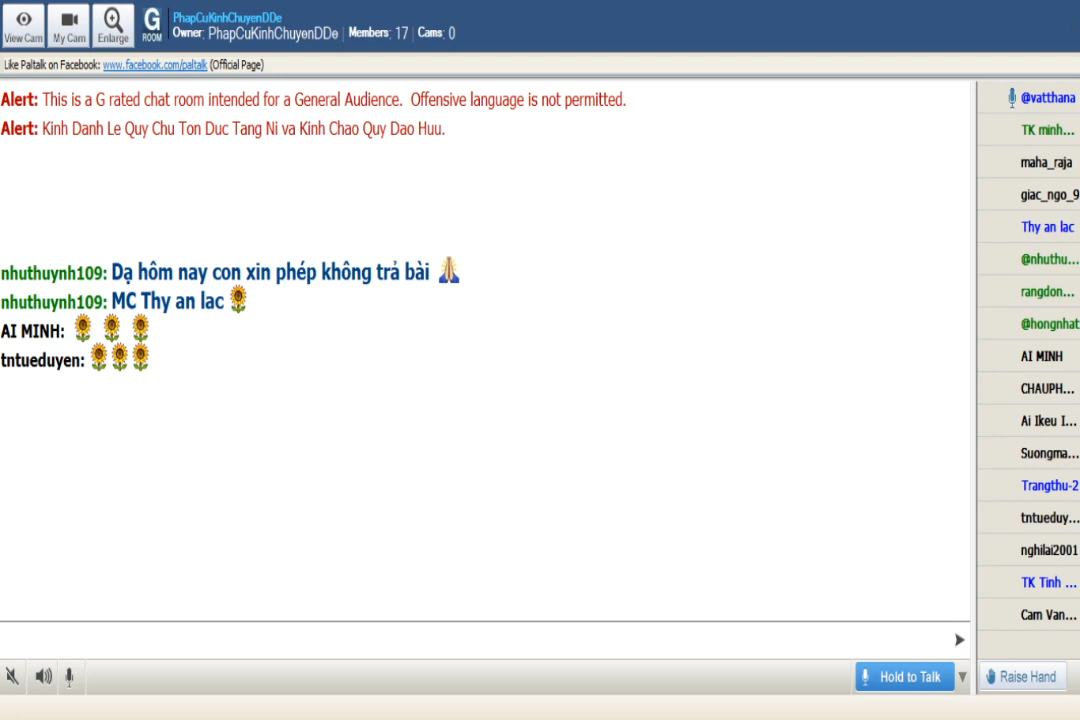 View Cam
My Cam
Enlarge
G
ROOM
PhapCuKinhChuyenDDe
Owner: PhapCuKinhChuyenDDe Members: 17 Cams: 0
Like Paltalk on Facebook: www.facebook.com/paltalk (Official Page)
Alert: This is a G rated chat room intended for a General Audience. Offensive language is not permitted.
Alert: Kinh Danh Le Quy Chu Ton Duc Tang Ni va Kinh Chao Quy Dao Huu.
nhuthuynh109: Dạ hôm nay con xin phép không trả bài
nhuthuynh109: MC Thy an lac
AI MINH:
tntueduyen:
@vatthana
TK minh...
maha_raja
giac_ngo_9
Thy an lac
@nhuthu...
rangdon...
@hongnhat
AI MINH
CHAUPH...
Ai Ikeu I...
Suongma...
Trangthu-2
tntueduy...
nghilai2001
TK Tinh ...
Cam Van...
Hold to Talk
Raise Hand